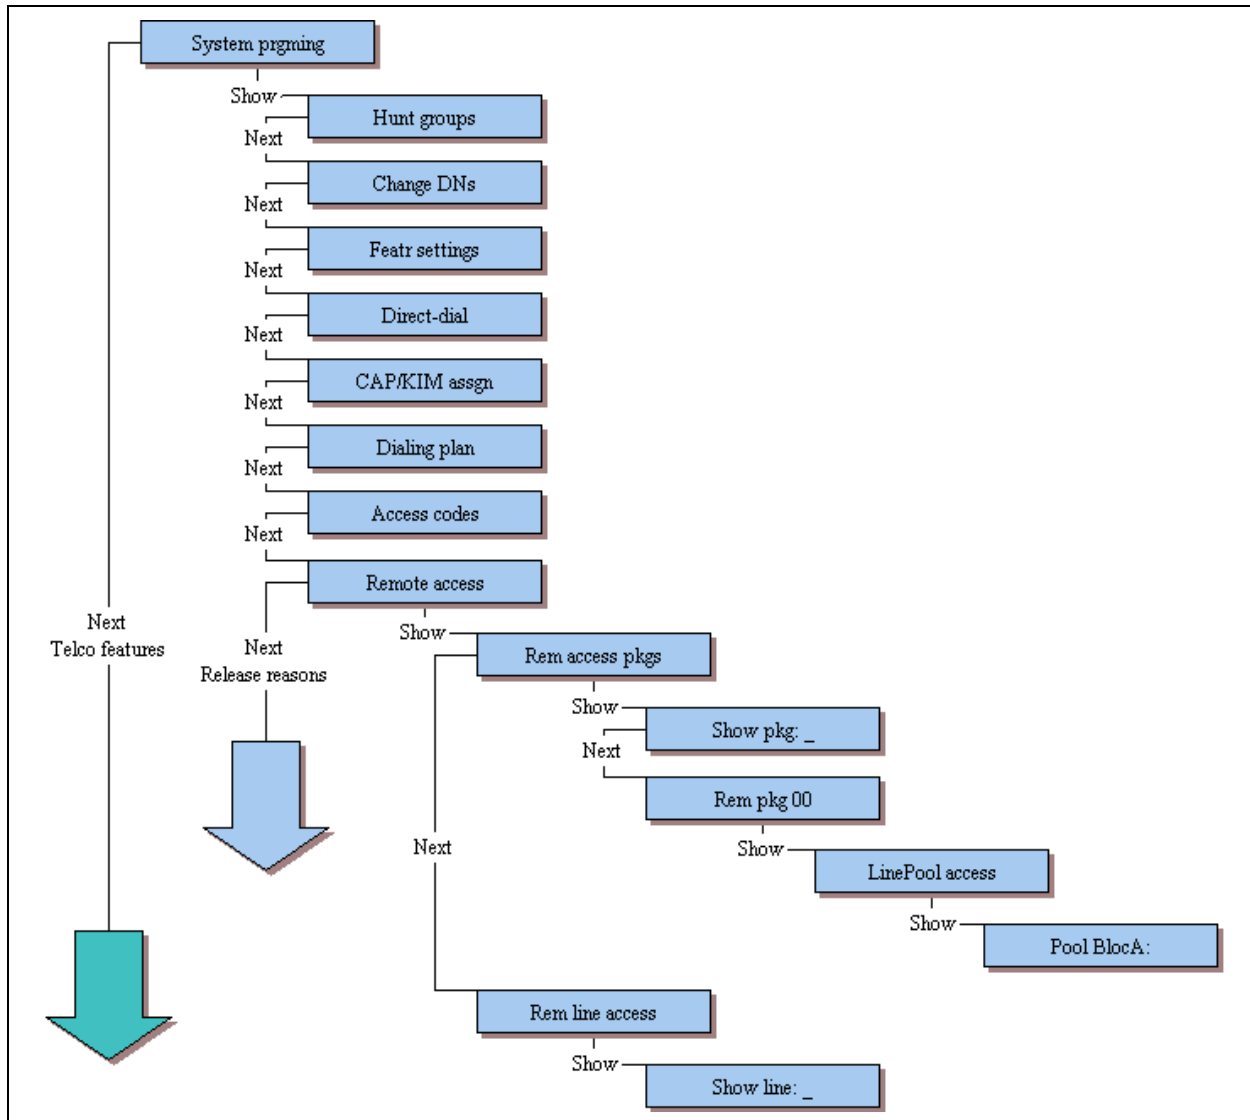 System prgming
Show
Hunt groups
Next
Change DNs
Next
Featr settings
Next
Direct-dial
Next
CAP/KIM assgn
Next
Dialing plan
Next
Access codes
Next
Remote access
Next
Telco features
Next
Release reasons
Show
Rem access pkgs
Show
Show pkg: _
Next
Rem pkg 00
Show
LinePool access
Show
Pool BlocA:
Next
Rem line access
Show
Show line: _